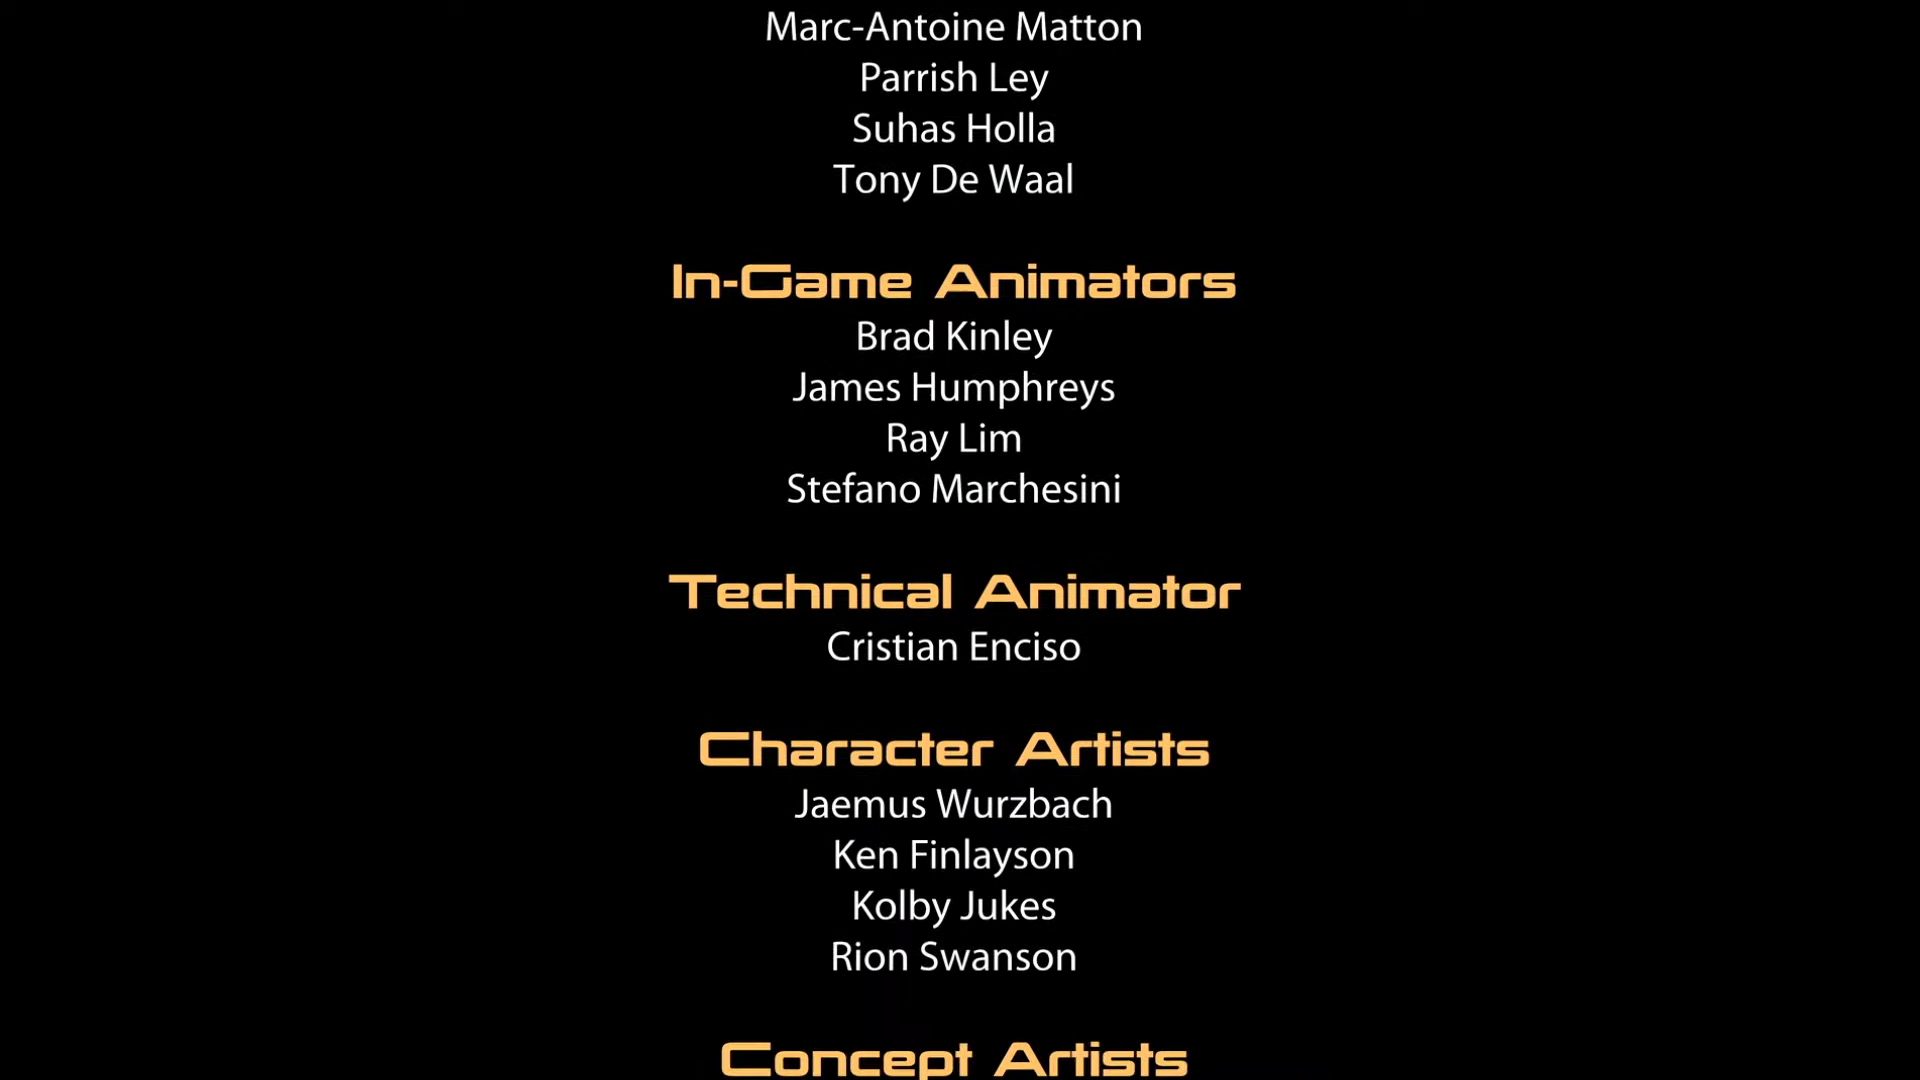 Marc-Antoine Matton
Parrish Ley
Suhas Holla
Tony De Waal
In-Game Animators
Brad Kinley
James Humphreys
Ray Lim
Stefano Marchesini
Technical Animator
Cristian Enciso
Character Artists
Jaemus Wurzbach
Ken Finlayson
Kolby Jukes
Rion Swanson
Concept Artists